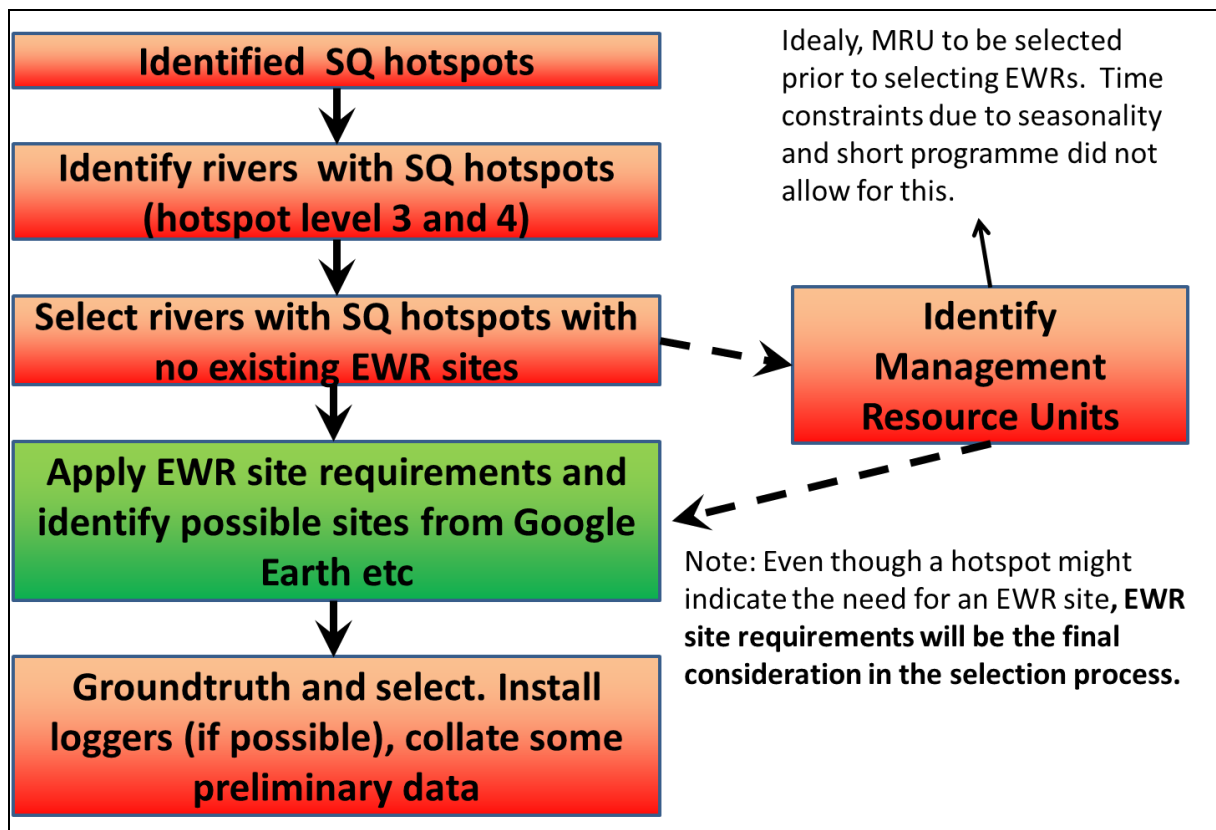 Identified SQ hotspots
Identify rivers with SQ hotspots
(hotspot level 3 and 4)
Select rivers with SQ hotspots with
no existing EWR sites
Apply EWR site requirements and
identify possible sites from Google
Earth etc
Groundtruth and select. Install
loggers (if possible), collate some
preliminary data
Idealy, MRU to be selected
prior to selecting EWRs. Time
constraints due to seasonality
and short programme did not
allow for this.
Identify
Management
Resource Units
Note: Even though a hotspot might
indicate the need for an EWR site, EWR
site requirements will be the final
consideration in the selection process.